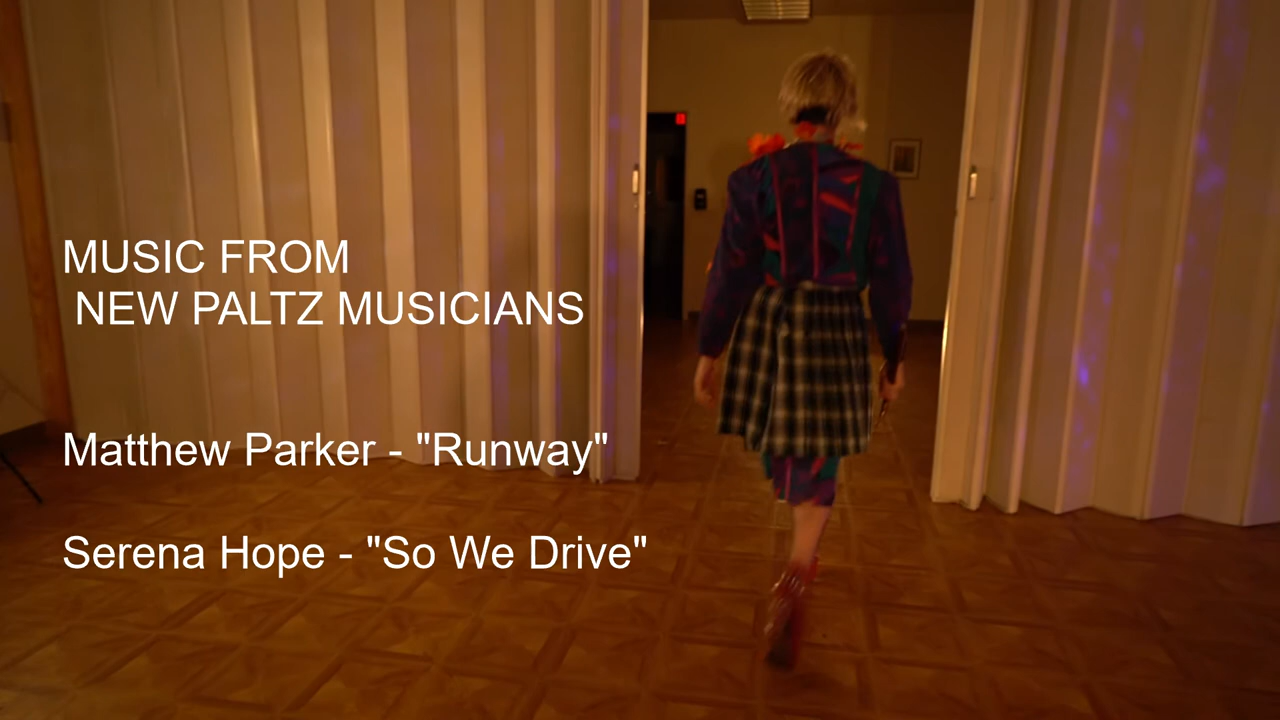 MUSIC FROM
NEW PALTZ MUSICIANS
Matthew Parker - "Runway"
Serena Hope - "So We Drive"